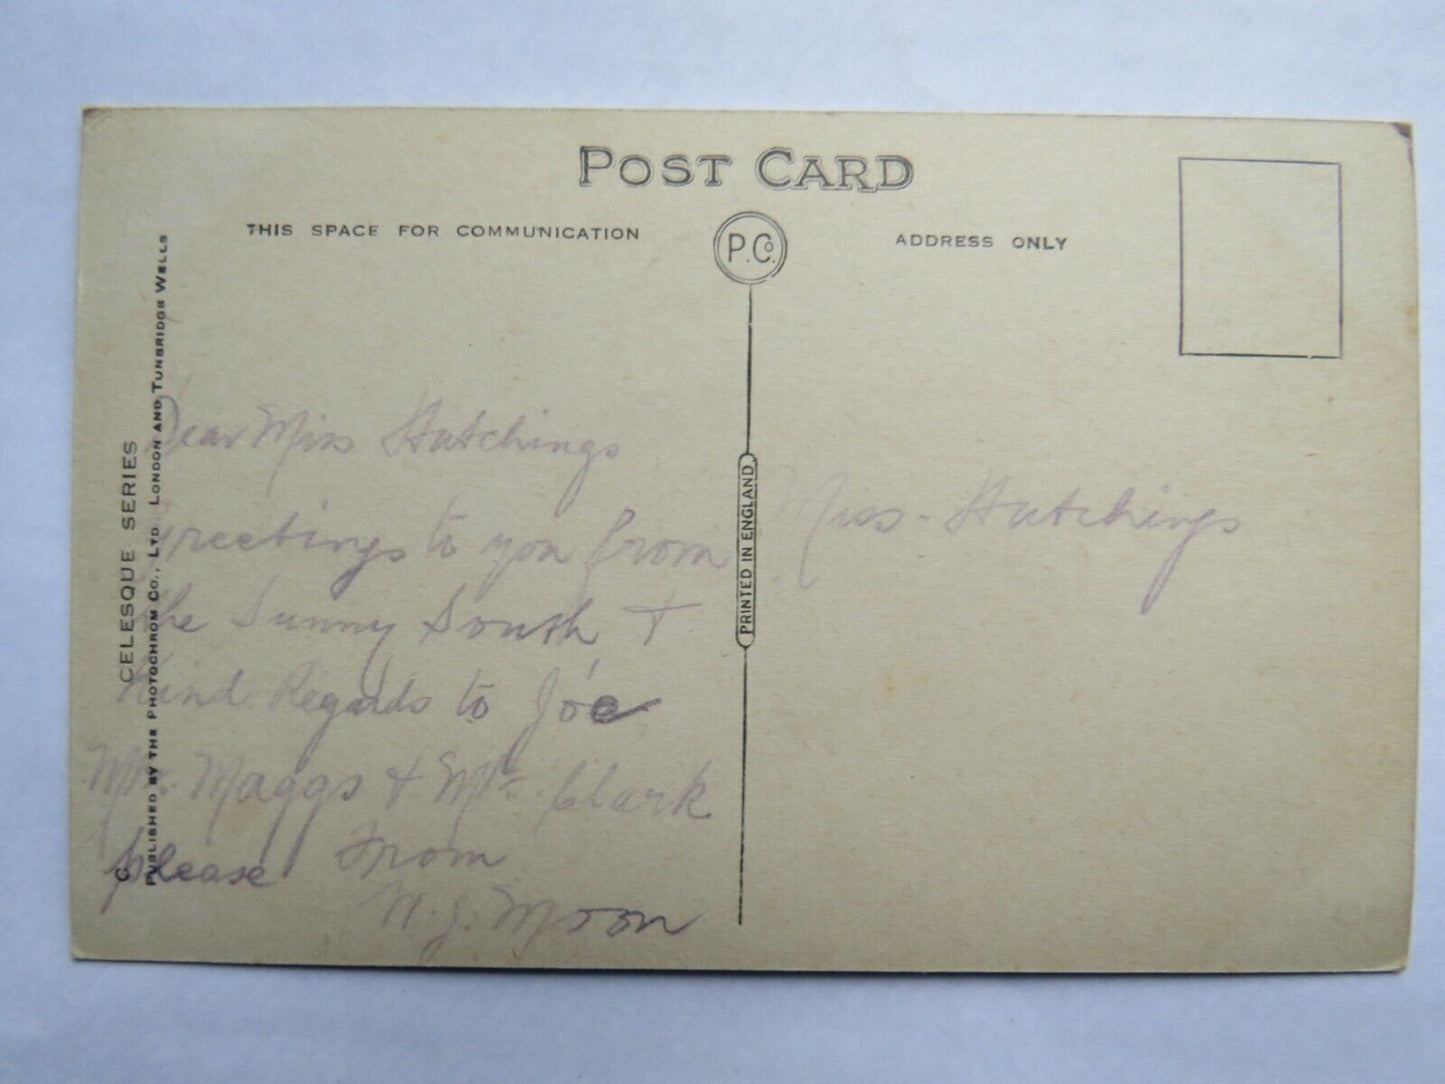 POST CARD
THIS SPACE FOR COMMUNICATION
P.Co.
ADDRESS ONLY
CELESQUE SERIES
PUBLISHED BY THE PHOTOCHROM CO., LTD. LONDON AND TUNBRIDGE WELLS
C
PRINTED IN ENGLAND
Dear Miss Hutchings
Greetings to you from
the Sunny South +
Kind Regards to Joe
Maggs + Mr. Clark
please From
W. J. Moon
Miss - Hutchings